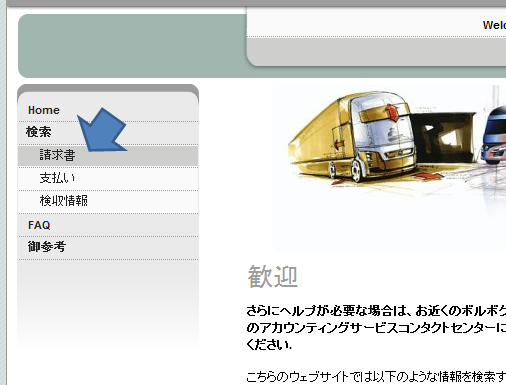 Welc
Home
検索
請求書
支払い
検収情報
FAQ
御参考
歓迎
さらにヘルプが必要な場合は、お近くのボルボグ
のアカウンティングサービスコンタクトセンターに
ください.
こちらのウェブサイトでは以下のような情報を検索す